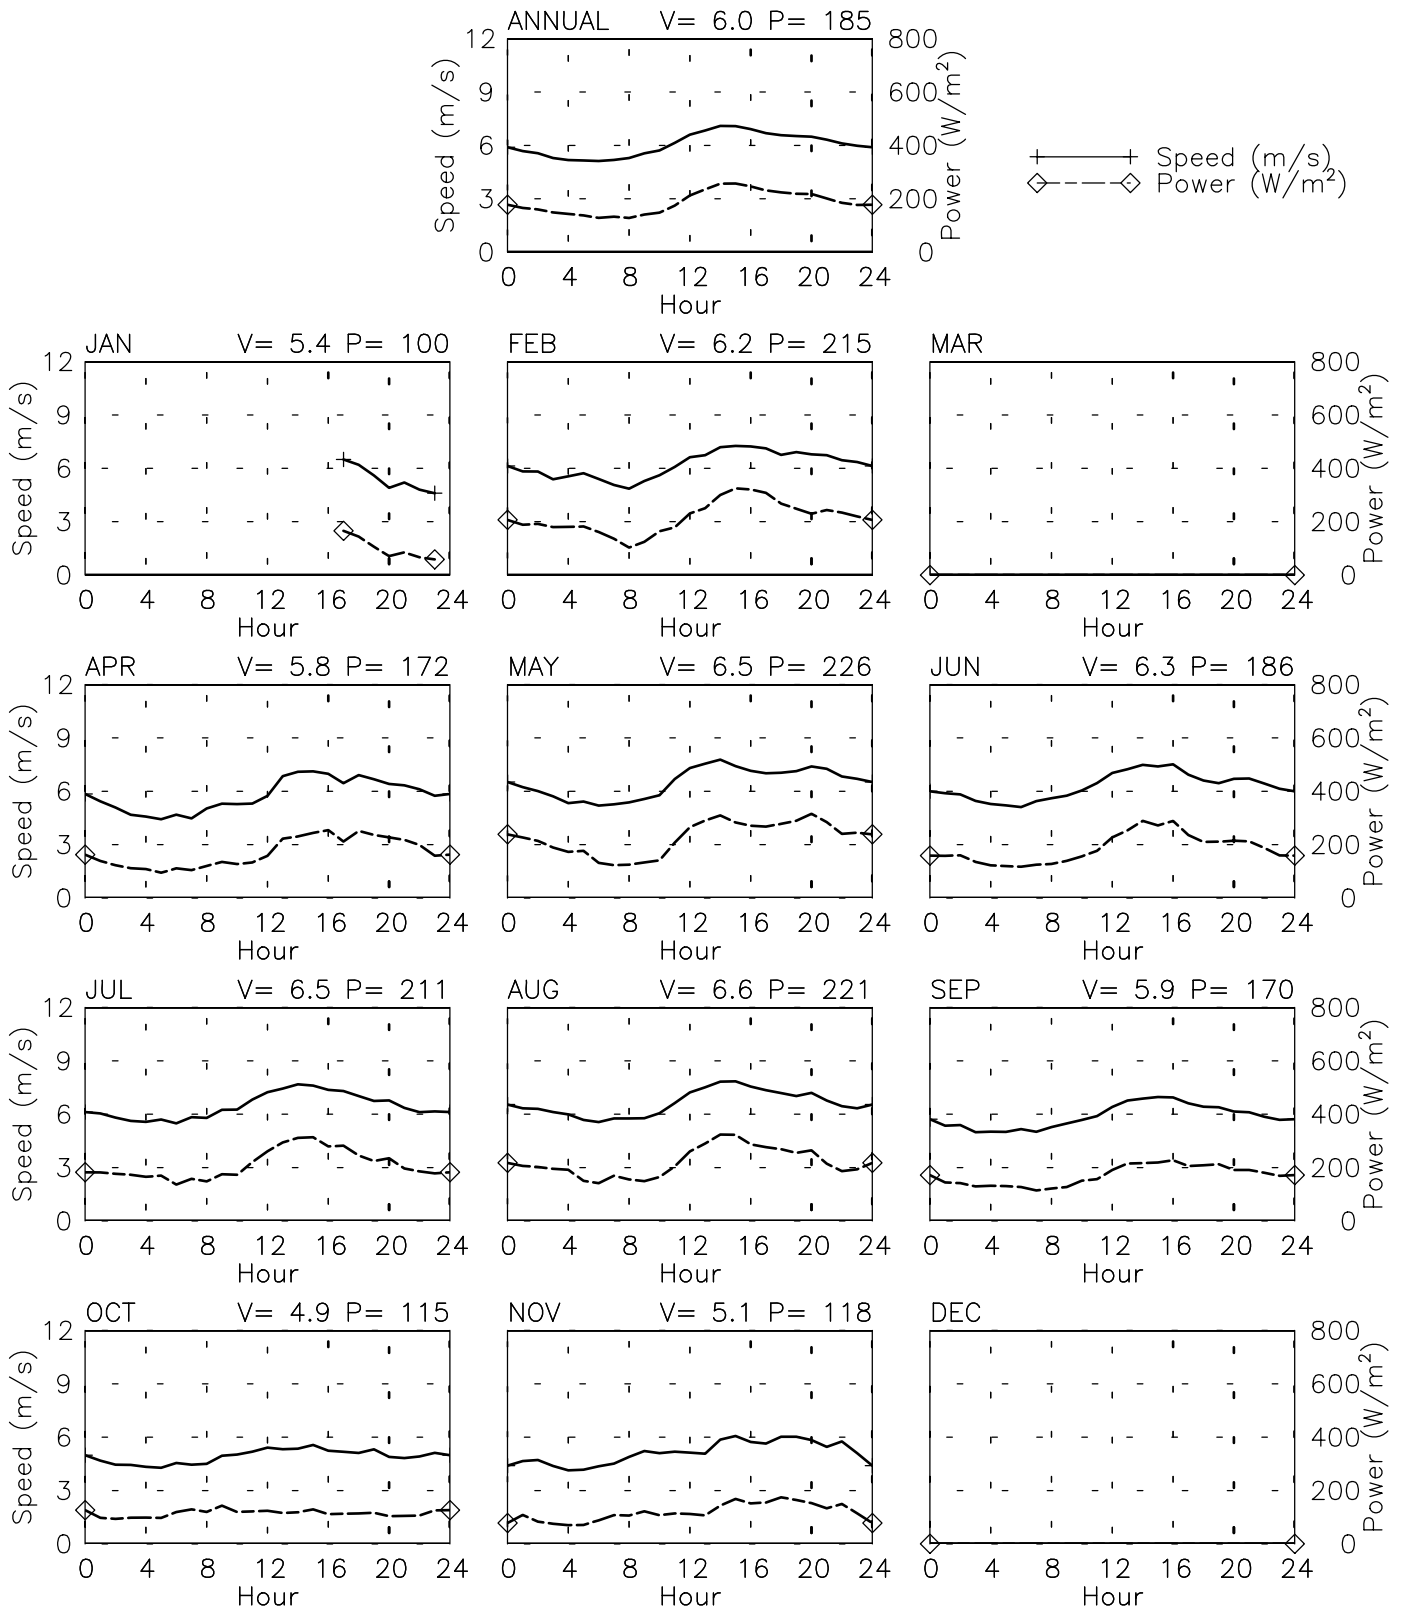 ANNUAL V= 6.0 P= 185
12 9 6 3 0
Speed (m/s)
800 600 400 200 0
Power (W/m²)
0 4 8 12 16 20 24
Hour
Speed (m/s)
Power (W/m²)
JAN V= 5.4 P= 100
12 9 6 3 0
Speed (m/s)
0 4 8 12 16 20 24
Hour
FEB V= 6.2 P= 215
0 4 8 12 16 20 24
Hour
MAR
800 600 400 200 0
Power (W/m²)
0 4 8 12 16 20 24
Hour
APR V= 5.8 P= 172
12 9 6 3 0
Speed (m/s)
0 4 8 12 16 20 24
Hour
MAY V= 6.5 P= 226
0 4 8 12 16 20 24
Hour
JUN V= 6.3 P= 186
800 600 400 200 0
Power (W/m²)
0 4 8 12 16 20 24
Hour
JUL V= 6.5 P= 211
12 9 6 3 0
Speed (m/s)
0 4 8 12 16 20 24
Hour
AUG V= 6.6 P= 221
0 4 8 12 16 20 24
Hour
SEP V= 5.9 P= 170
800 600 400 200 0
Power (W/m²)
0 4 8 12 16 20 24
Hour
OCT V= 4.9 P= 115
12 9 6 3 0
Speed (m/s)
0 4 8 12 16 20 24
Hour
NOV V= 5.1 P= 118
0 4 8 12 16 20 24
Hour
DEC
800 600 400 200 0
Power (W/m²)
0 4 8 12 16 20 24
Hour